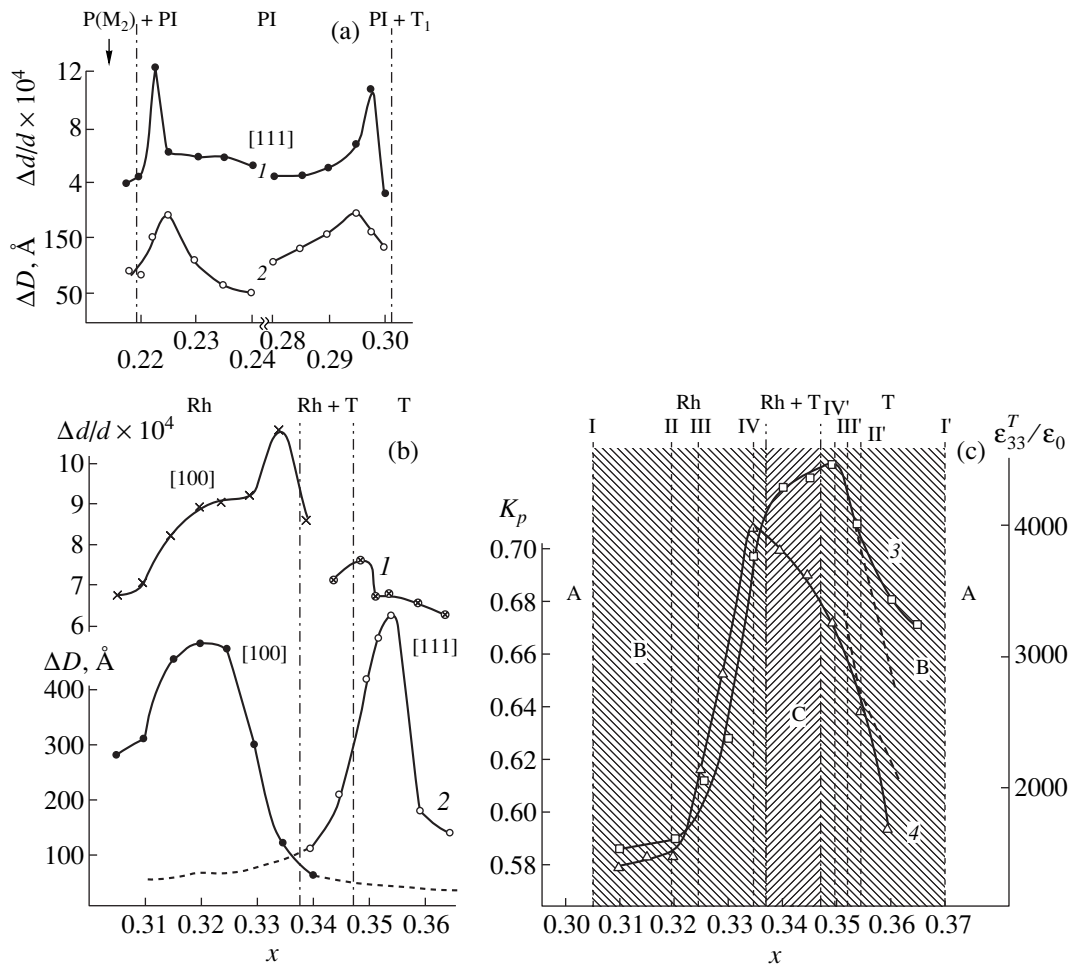 P(M₂) + PI PI PI + T₁
(a)
Δd/d × 10⁴
12
8
4
[111]
1
ΔD, Å
150
50
2
0.23 0.28 0.30
0.22 0.24 0.29
Rh Rh + T T
Δd/d × 10⁴
(b)
10
9
8
7
6
[100]
1
ΔD, Å
[100]
[111]
400
300
200
100
2
0.31 0.32 0.33 0.34 0.35 0.36
x
Rh Rh + T IV' T
I II III IV III' I'
II'
(c)
ε₃₃ᵀ/ε₀
Kₚ
0.70
0.68
0.66
0.64
0.62
0.60
0.58
4000
3000
2000
A
B
C
B
A
3
4
0.30 0.31 0.32 0.33 0.34 0.35 0.36 0.37
x